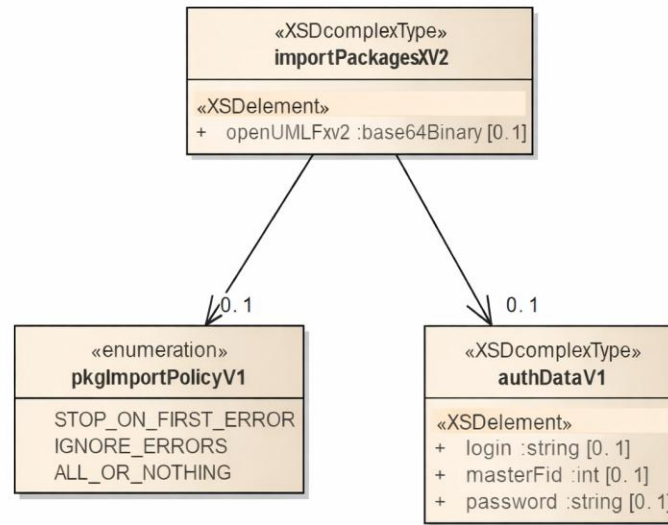 «XSDcomplexType»
importPackagesXV2
«XSDelement»
+ openUMLFxv2 :base64Binary [0.1]
0.1
0.1
«enumeration»
pkgImportPolicyV1
STOP_ON_FIRST_ERROR
IGNORE_ERRORS
ALL_OR_NOTHING
«XSDcomplexType»
authDataV1
«XSDelement»
+ login :string [0.1]
+ masterFid :int [0.1]
+ password :string [0.1]